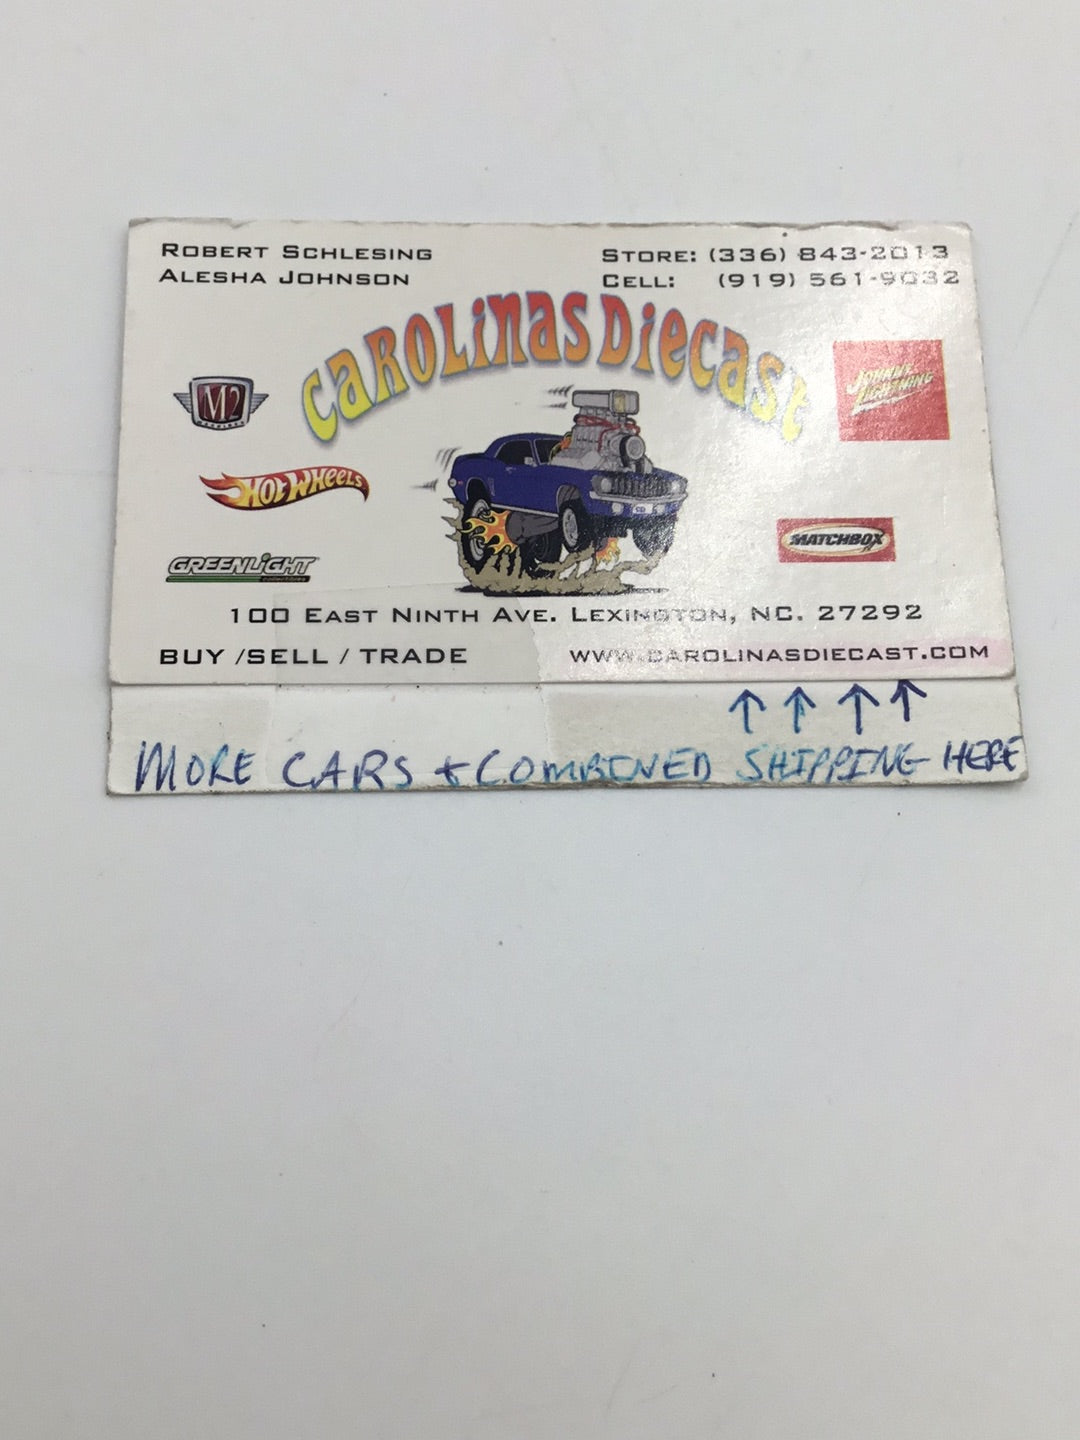 ROBERT SCHLESING
ALESHA JOHNSON
STORE: (336) 843-2013
CELL: (919) 561-9032
CAROLINAS DIECAST
M2
MACHINES
HOT WHEELS
GREENLIGHT
collectibles
JOHNNY LIGHTNING
MATCHBOX
100 EAST NINTH AVE. LEXINGTON, NC. 27292
BUY /SELL / TRADE
WWW.CAROLINASDIECAST.COM
MORE CARS + COMBINED SHIPPING HERE